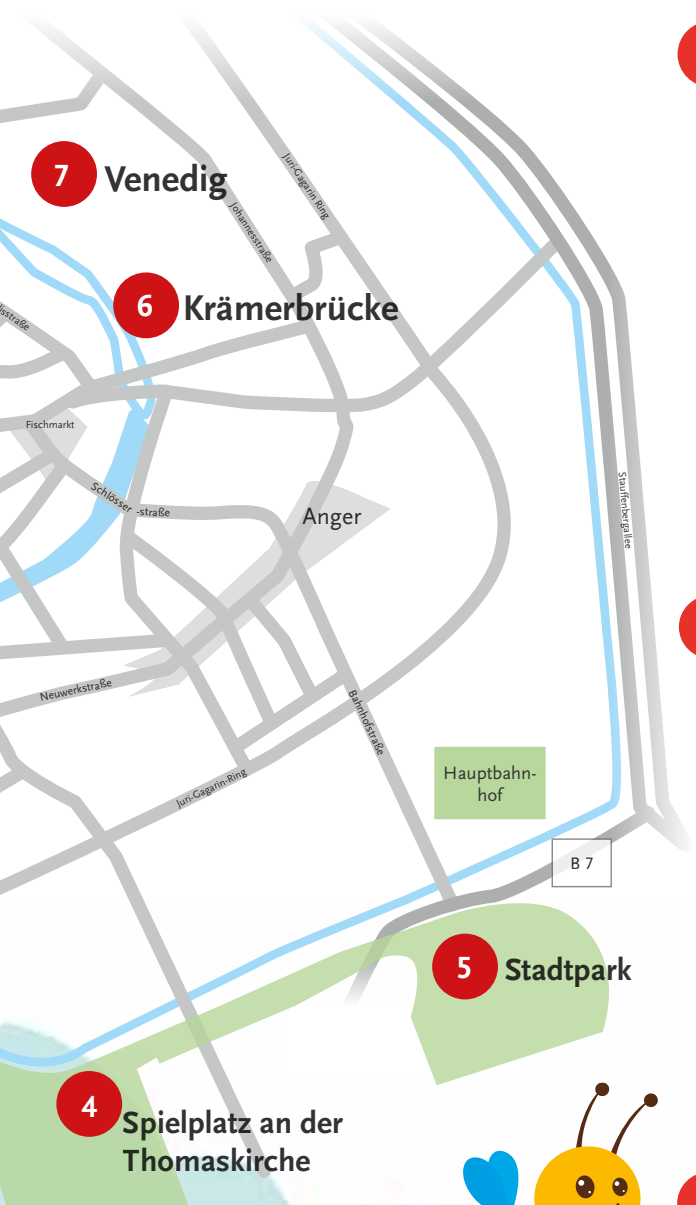 Juri-Gagarin Ring
7 Venedig
Johannesstraße
6 Krämerbrücke
Fischmarkt
Schlösser -straße
Anger
Stauffenbergallee
Neuwerkstraße
Bahnhofstraße
Juri-Gagarin-Ring
Hauptbahn-
hof
B 7
5 Stadtpark
4 Spielplatz an der
Thomaskirche